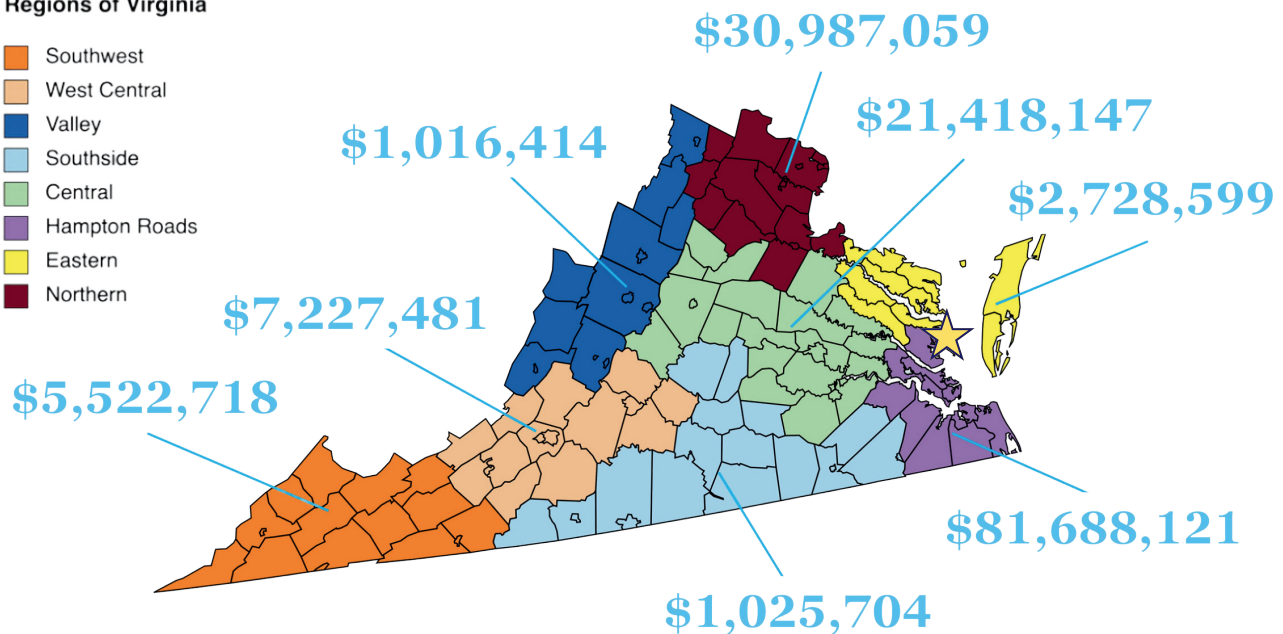 Regions of Virginia
Southwest
West Central
Valley
Southside
Central
Hampton Roads
Eastern
Northern
$30,987,059
$21,418,147
$1,016,414
$2,728,599
$7,227,481
$5,522,718
$81,688,121
$1,025,704